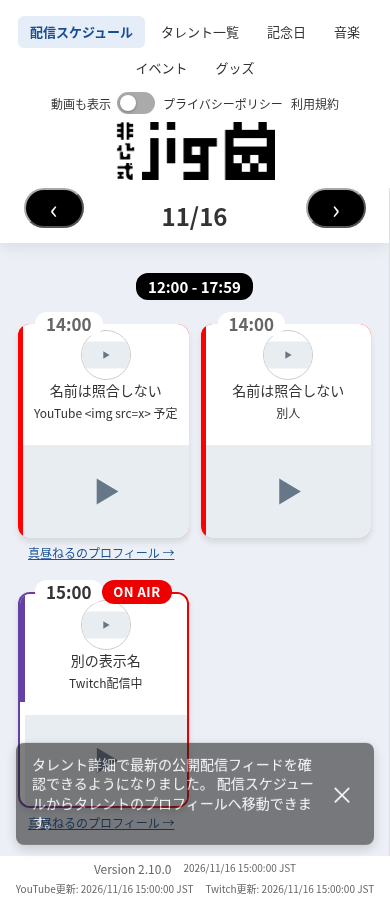 配信スケジュール タレント一覧 記念日 音楽
イベント グッズ
動画も表示 プライバシーポリシー 利用規約
非公式 jig
‹ 11/16 ›
12:00 - 17:59
14:00 14:00
名前は照合しない 名前は照合しない
YouTube <img src=x> 予定 別人
真昼ねるのプロフィール →
15:00 ON AIR
別の表示名
Twitch配信中
タレント詳細で最新の公開配信フィードを確
認できるようになりました。 配信スケジュー
ルからタレントのプロフィールへ移動できま
す。
真昼ねるのプロフィール →
Version 2.10.0 2026/11/16 15:00:00 JST
YouTube更新: 2026/11/16 15:00:00 JST Twitch更新: 2026/11/16 15:00:00 JST